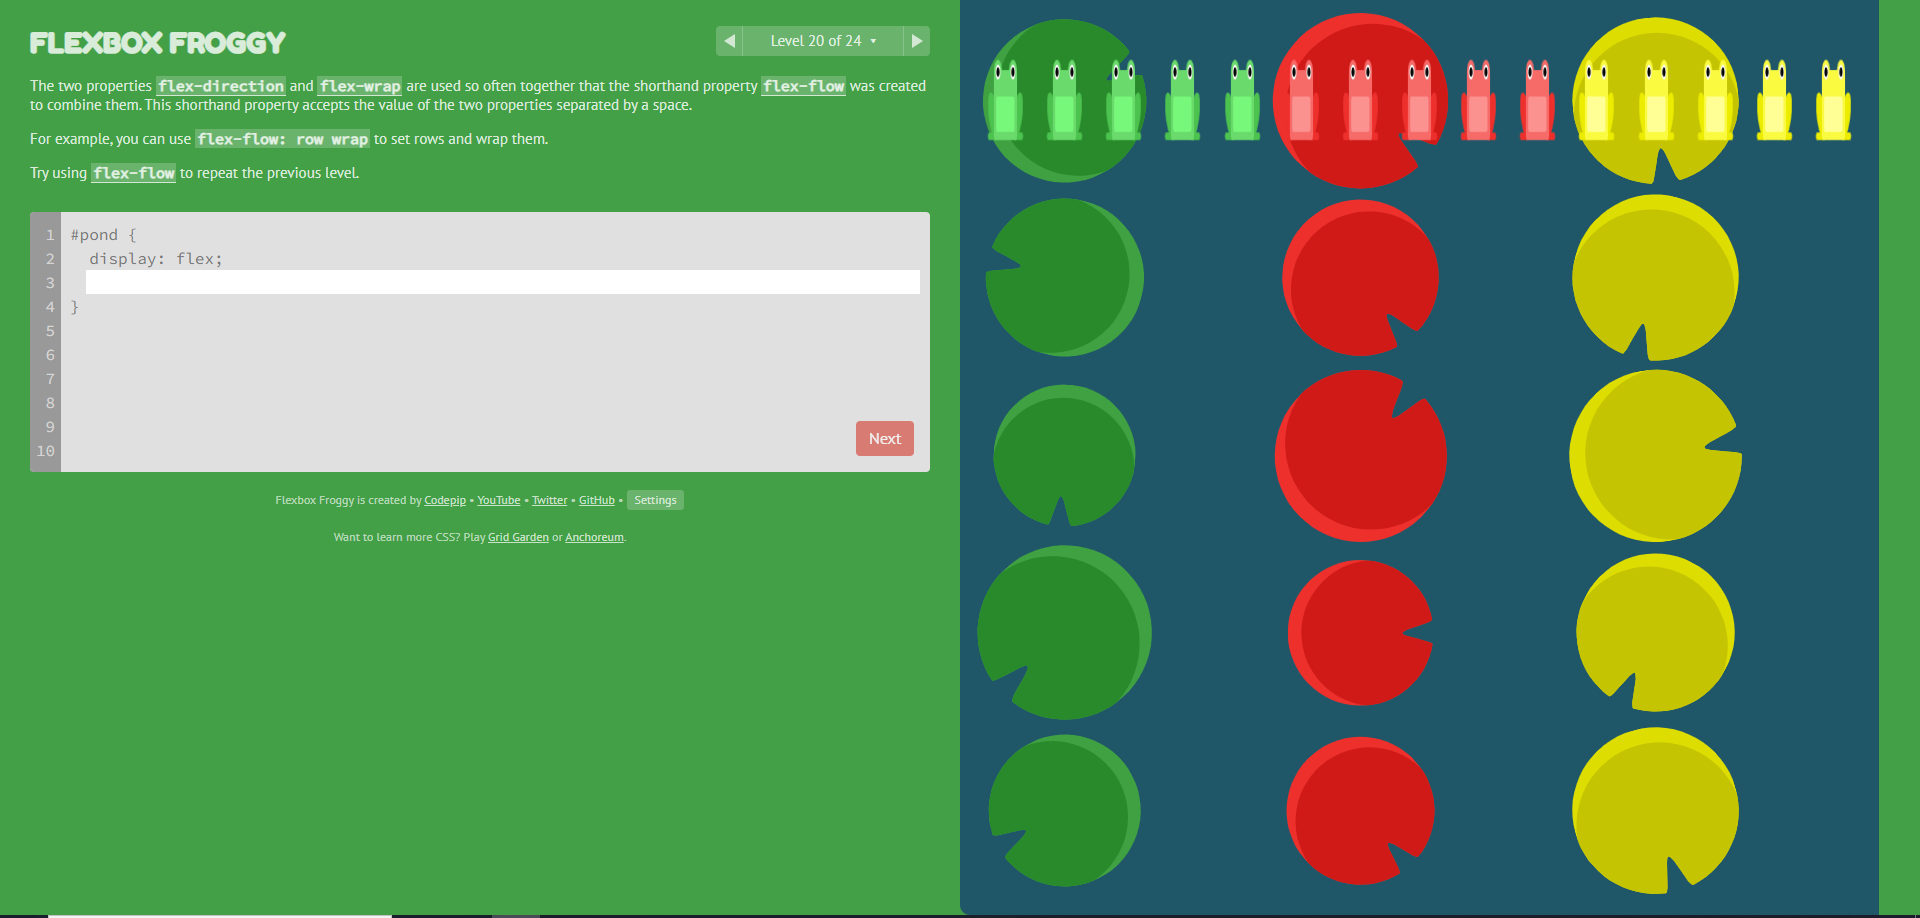 FLEXBOX FROGGY
Level 20 of 24
The two properties flex-direction and flex-wrap are used so often together that the shorthand property flex-flow was created
to combine them. This shorthand property accepts the value of the two properties separated by a space.
For example, you can use flex-flow: row wrap to set rows and wrap them.
Try using flex-flow to repeat the previous level.
1 #pond {
2 display: flex;
3
4 }
5
6
7
8
9
10
Next
Flexbox Froggy is created by Codepip • YouTube • Twitter • GitHub • Settings
Want to learn more CSS? Play Grid Garden or Anchoreum.